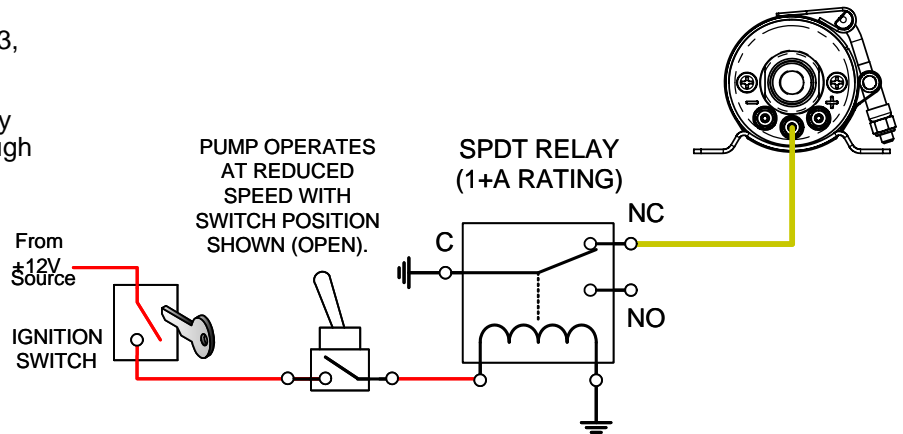 3,
y
ugh
PUMP OPERATES
AT REDUCED
SPEED WITH
SWITCH POSITION
SHOWN (OPEN).
SPDT RELAY
(1+A RATING)
−
+
NC
C
NO
From
+12V
Source
IGNITION
SWITCH